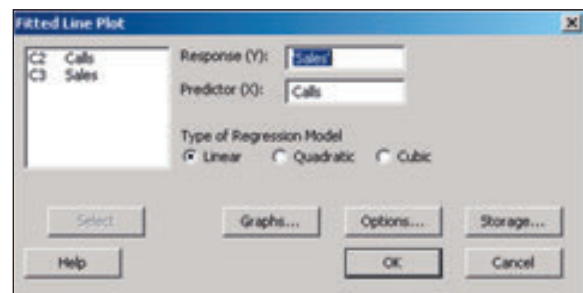 Fitted Line Plot
C2 Calls
C3 Sales
Response (Y): 'Sales'
Predictor (X): Calls
Type of Regression Model
Linear Quadratic Cubic
Select Graphs... Options... Storage...
Help OK Cancel